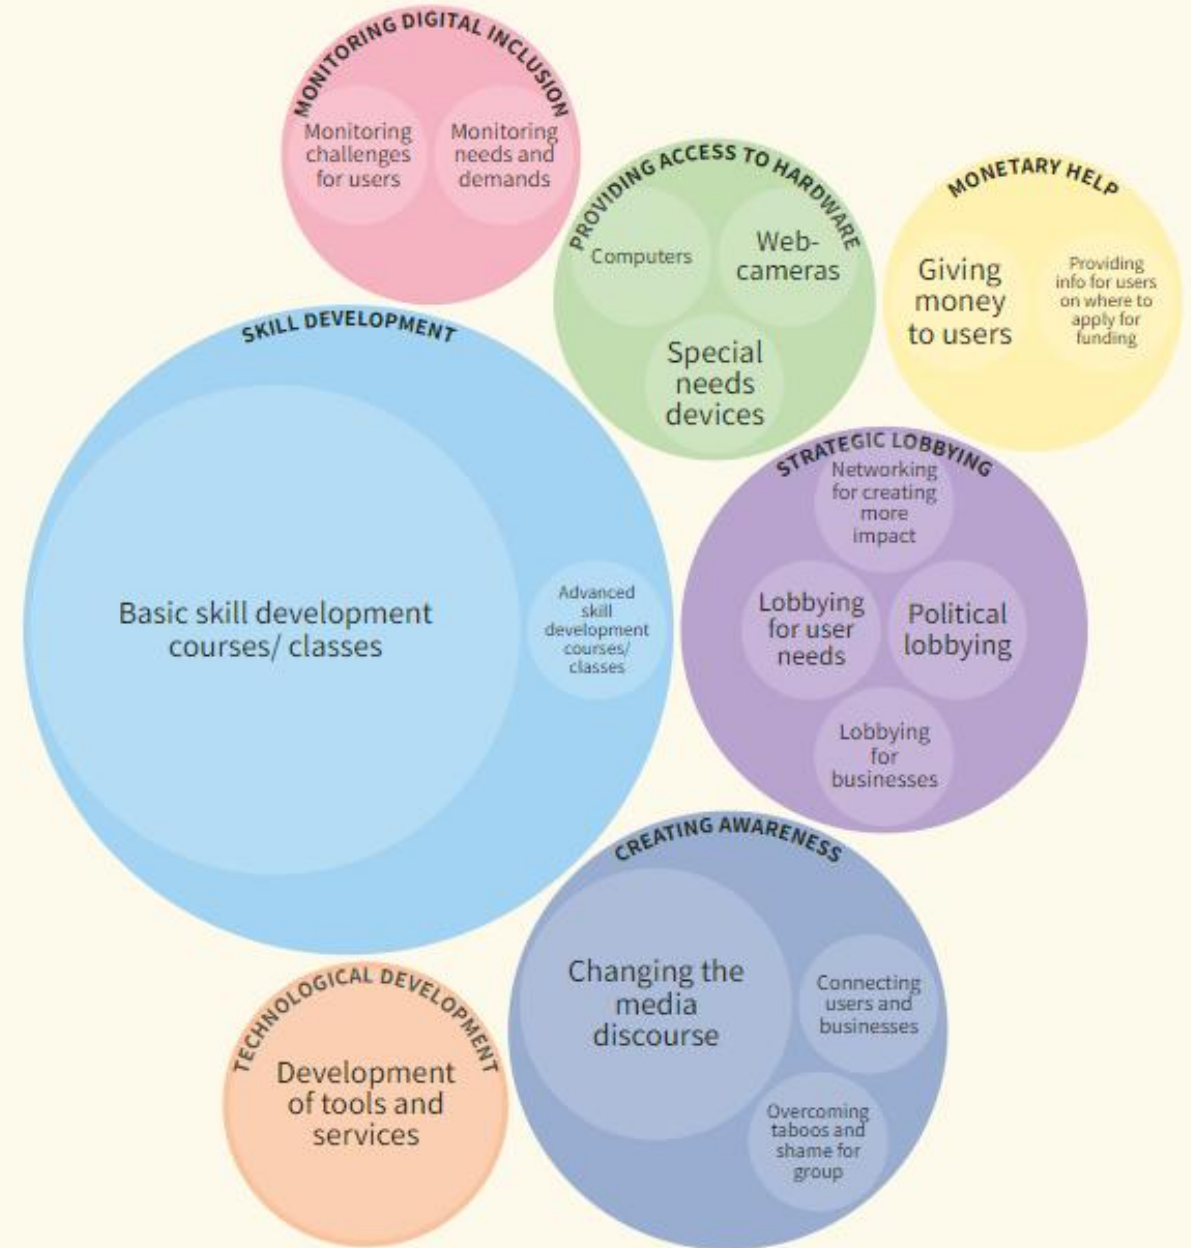 MONITORING DIGITAL INCLUSION
Monitoring
challenges
for users
Monitoring
needs and
demands
PROVIDING ACCESS TO HARDWARE
Computers
Web-
cameras
Special
needs
devices
MONETARY HELP
Giving
money
to users
Providing
info for users
on where to
apply for
funding
SKILL DEVELOPMENT
Basic skill development
courses/ classes
Advanced
skill
development
courses/
classes
STRATEGIC LOBBYING
Networking
for creating
more
impact
Lobbying
for user
needs
Political
lobbying
Lobbying
for
businesses
CREATING AWARENESS
Changing the
media
discourse
Connecting
users and
businesses
Overcoming
taboos and
shame for
group
TECHNOLOGICAL DEVELOPMENT
Development
of tools and
services